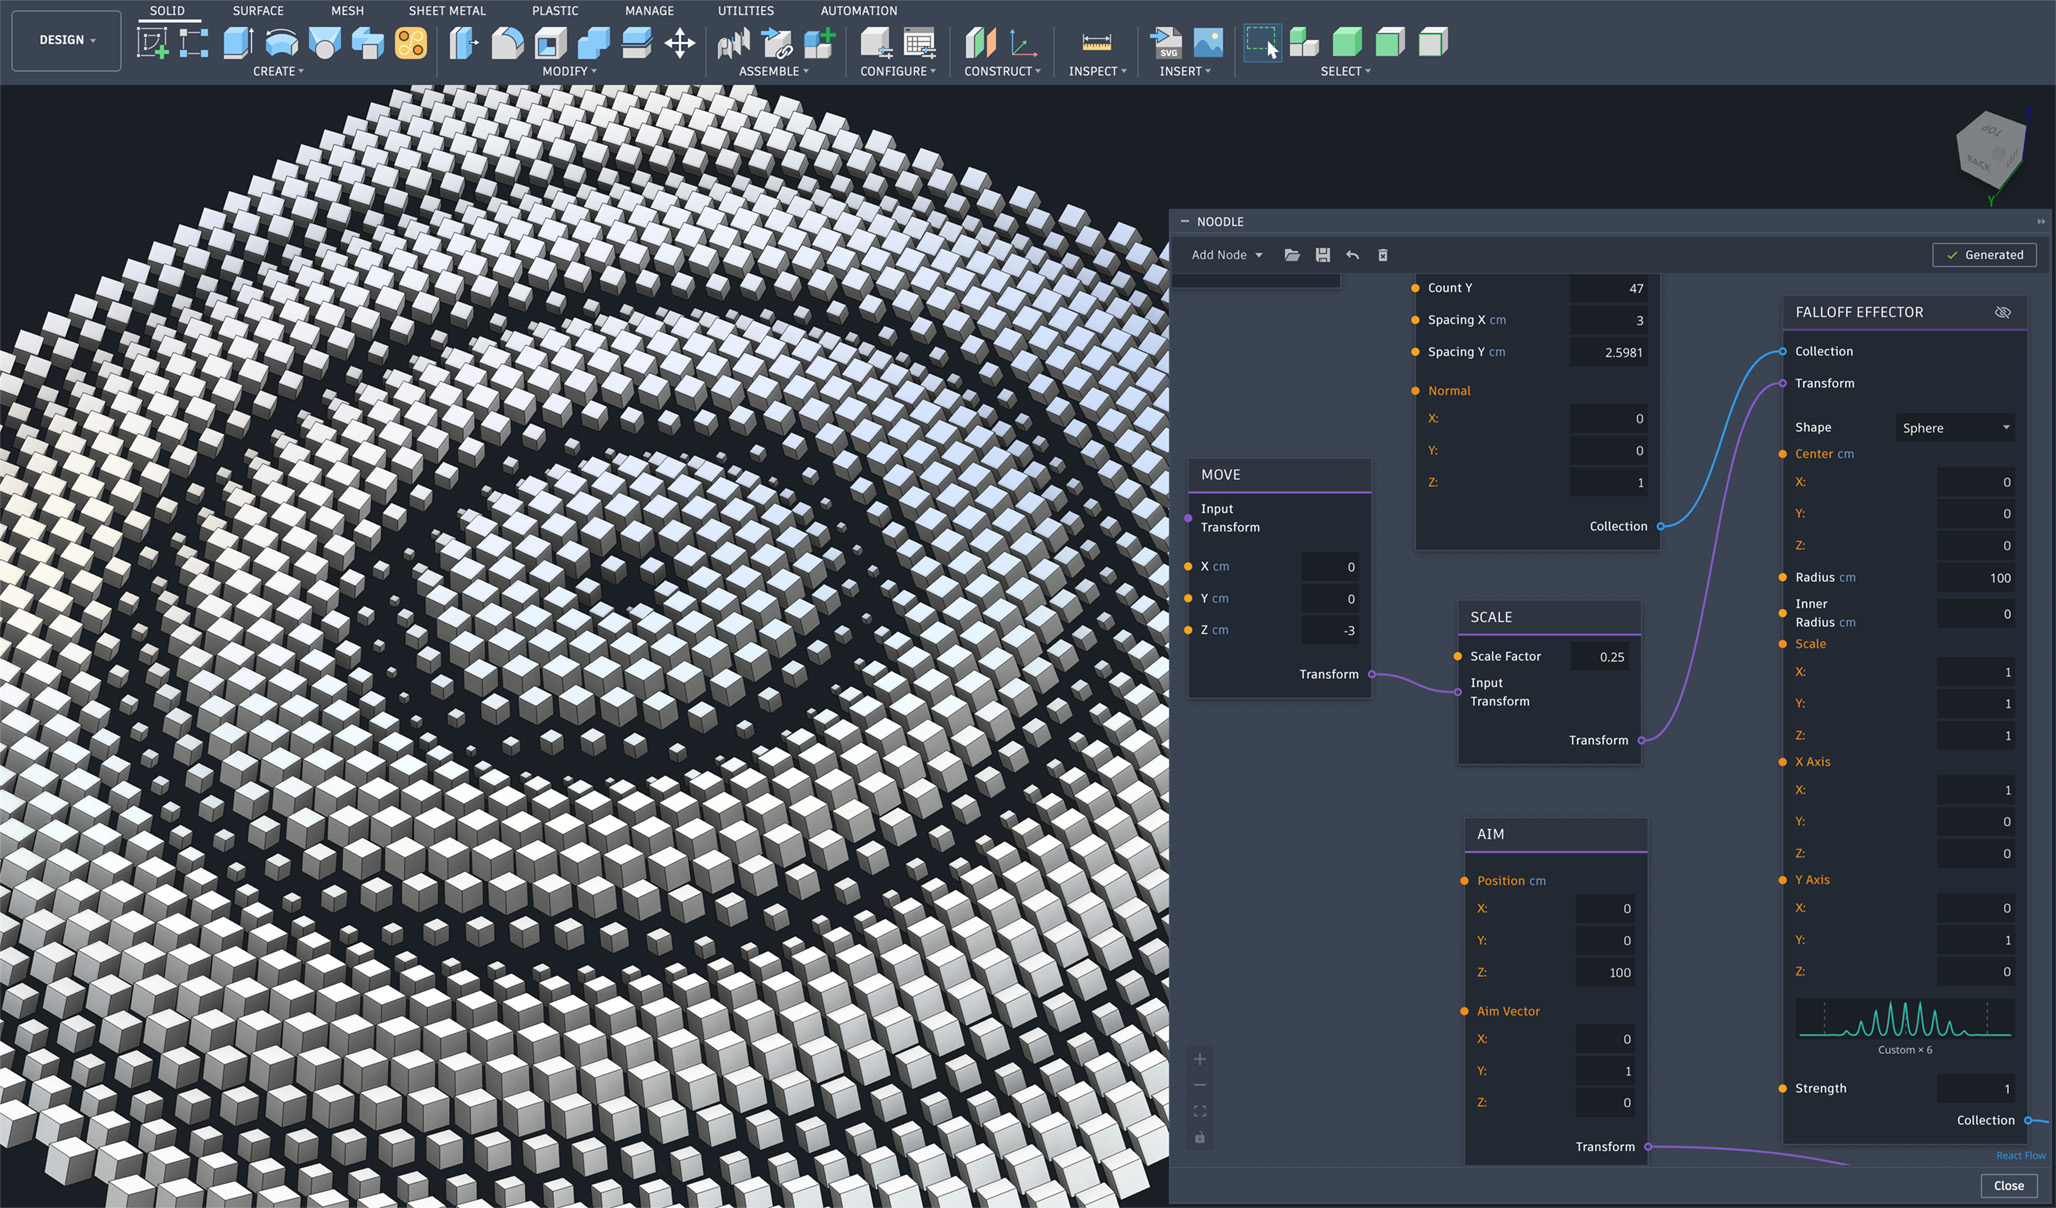 DESIGN
SOLID
SURFACE
MESH
SHEET METAL
PLASTIC
MANAGE
UTILITIES
AUTOMATION
CREATE
MODIFY
ASSEMBLE
CONFIGURE
CONSTRUCT
INSPECT
SVG
INSERT
SELECT
TOP
BACK
LEFT
Y
NOODLE
Add Node
Generated
Count Y 47
Spacing X cm 3
Spacing Y cm 2.5981
Normal
X: 0
Y: 0
Z: 1
Collection
MOVE
Input
Transform
X cm 0
Y cm 0
Z cm -3
Transform
SCALE
Scale Factor 0.25
Input
Transform
Transform
AIM
Position cm
X: 0
Y: 0
Z: 100
Aim Vector
X: 0
Y: 1
Z: 0
Transform
FALLOFF EFFECTOR
Collection
Transform
Shape Sphere
Center cm
X: 0
Y: 0
Z: 0
Radius cm 100
Inner
Radius cm 0
Scale
X: 1
Y: 1
Z: 1
X Axis
X: 1
Y: 0
Z: 0
Y Axis
X: 0
Y: 1
Z: 0
Custom × 6
Strength 1
Collection
React Flow
Close